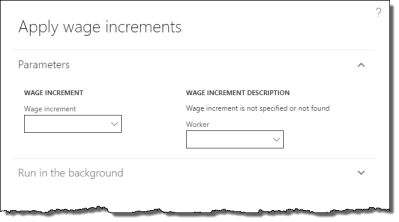 ?
Apply wage increments
Parameters
WAGE INCREMENT
Wage increment
WAGE INCREMENT DESCRIPTION
Wage increment is not specified or not found
Worker
Run in the background